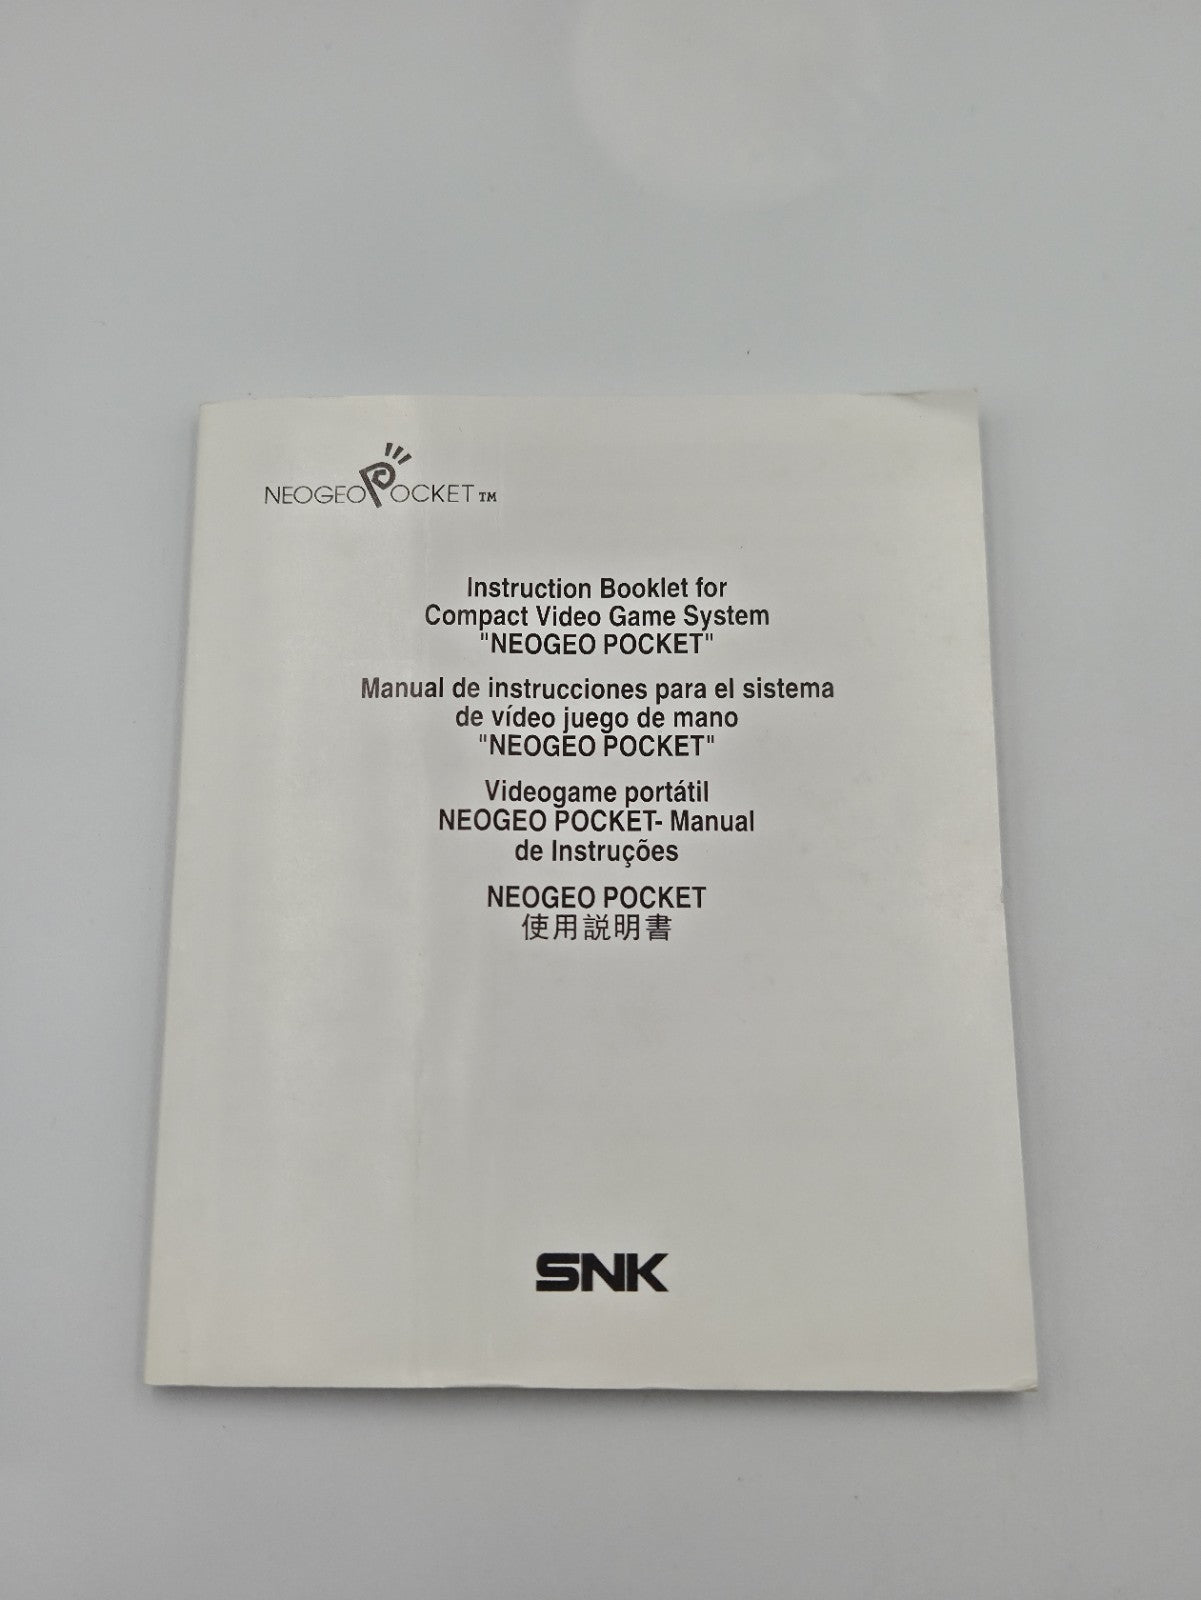 NEOGEO POCKET TM
Instruction Booklet for
Compact Video Game System
"NEOGEO POCKET"
Manual de instrucciones para el sistema
de vídeo juego de mano
"NEOGEO POCKET"
Videogame portátil
NEOGEO POCKET- Manual
de Instruções
NEOGEO POCKET
使用説明書
SNK